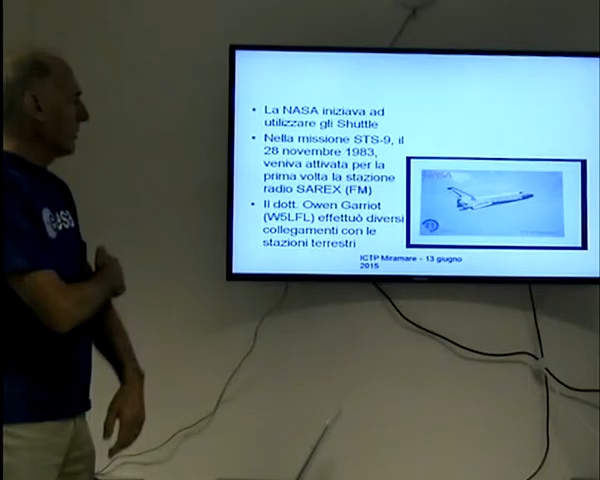 La NASA iniziava ad
utilizzare gli Shuttle
Nella missione STS-9, il
28 novembre 1983,
veniva attivata per la
prima volta la stazione
radio SAREX (FM)
Il dott. Owen Garriot
(W5LFL) effettuò diversi
collegamenti con le
stazioni terrestri
ICTP Miramare - 13 giugno
2015
esa